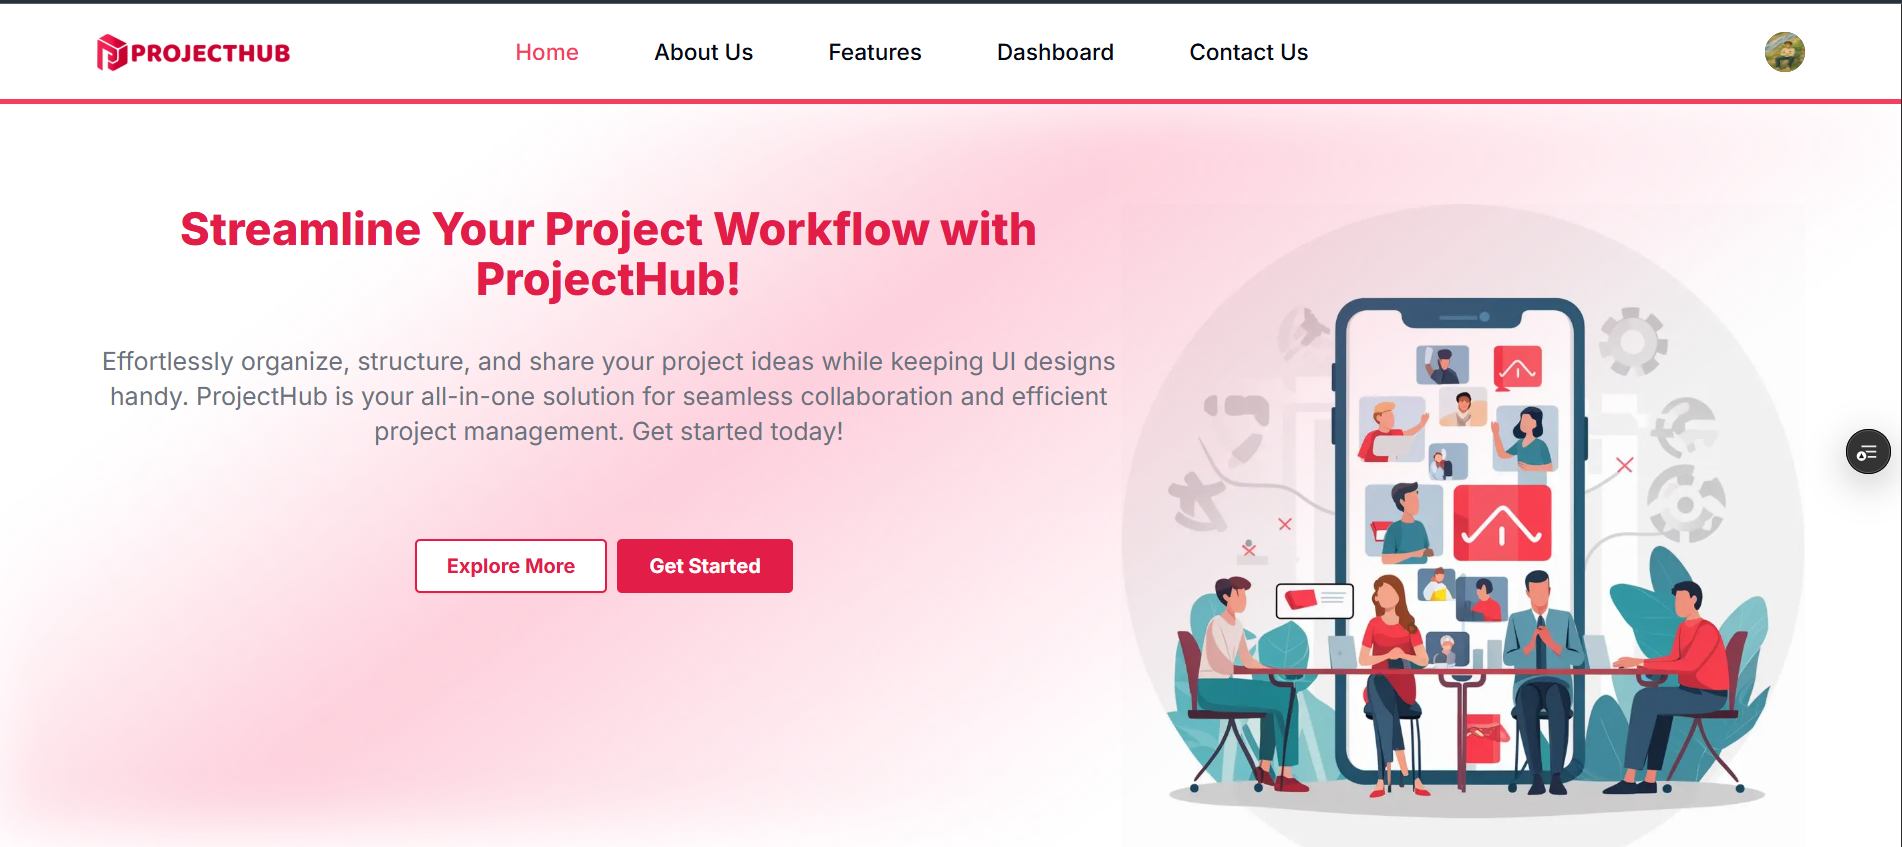 PROJECTHUB
Home
About Us
Features
Dashboard
Contact Us
Streamline Your Project Workflow with
ProjectHub!
Effortlessly organize, structure, and share your project ideas while keeping UI designs
handy. ProjectHub is your all-in-one solution for seamless collaboration and efficient
project management. Get started today!
Explore More
Get Started